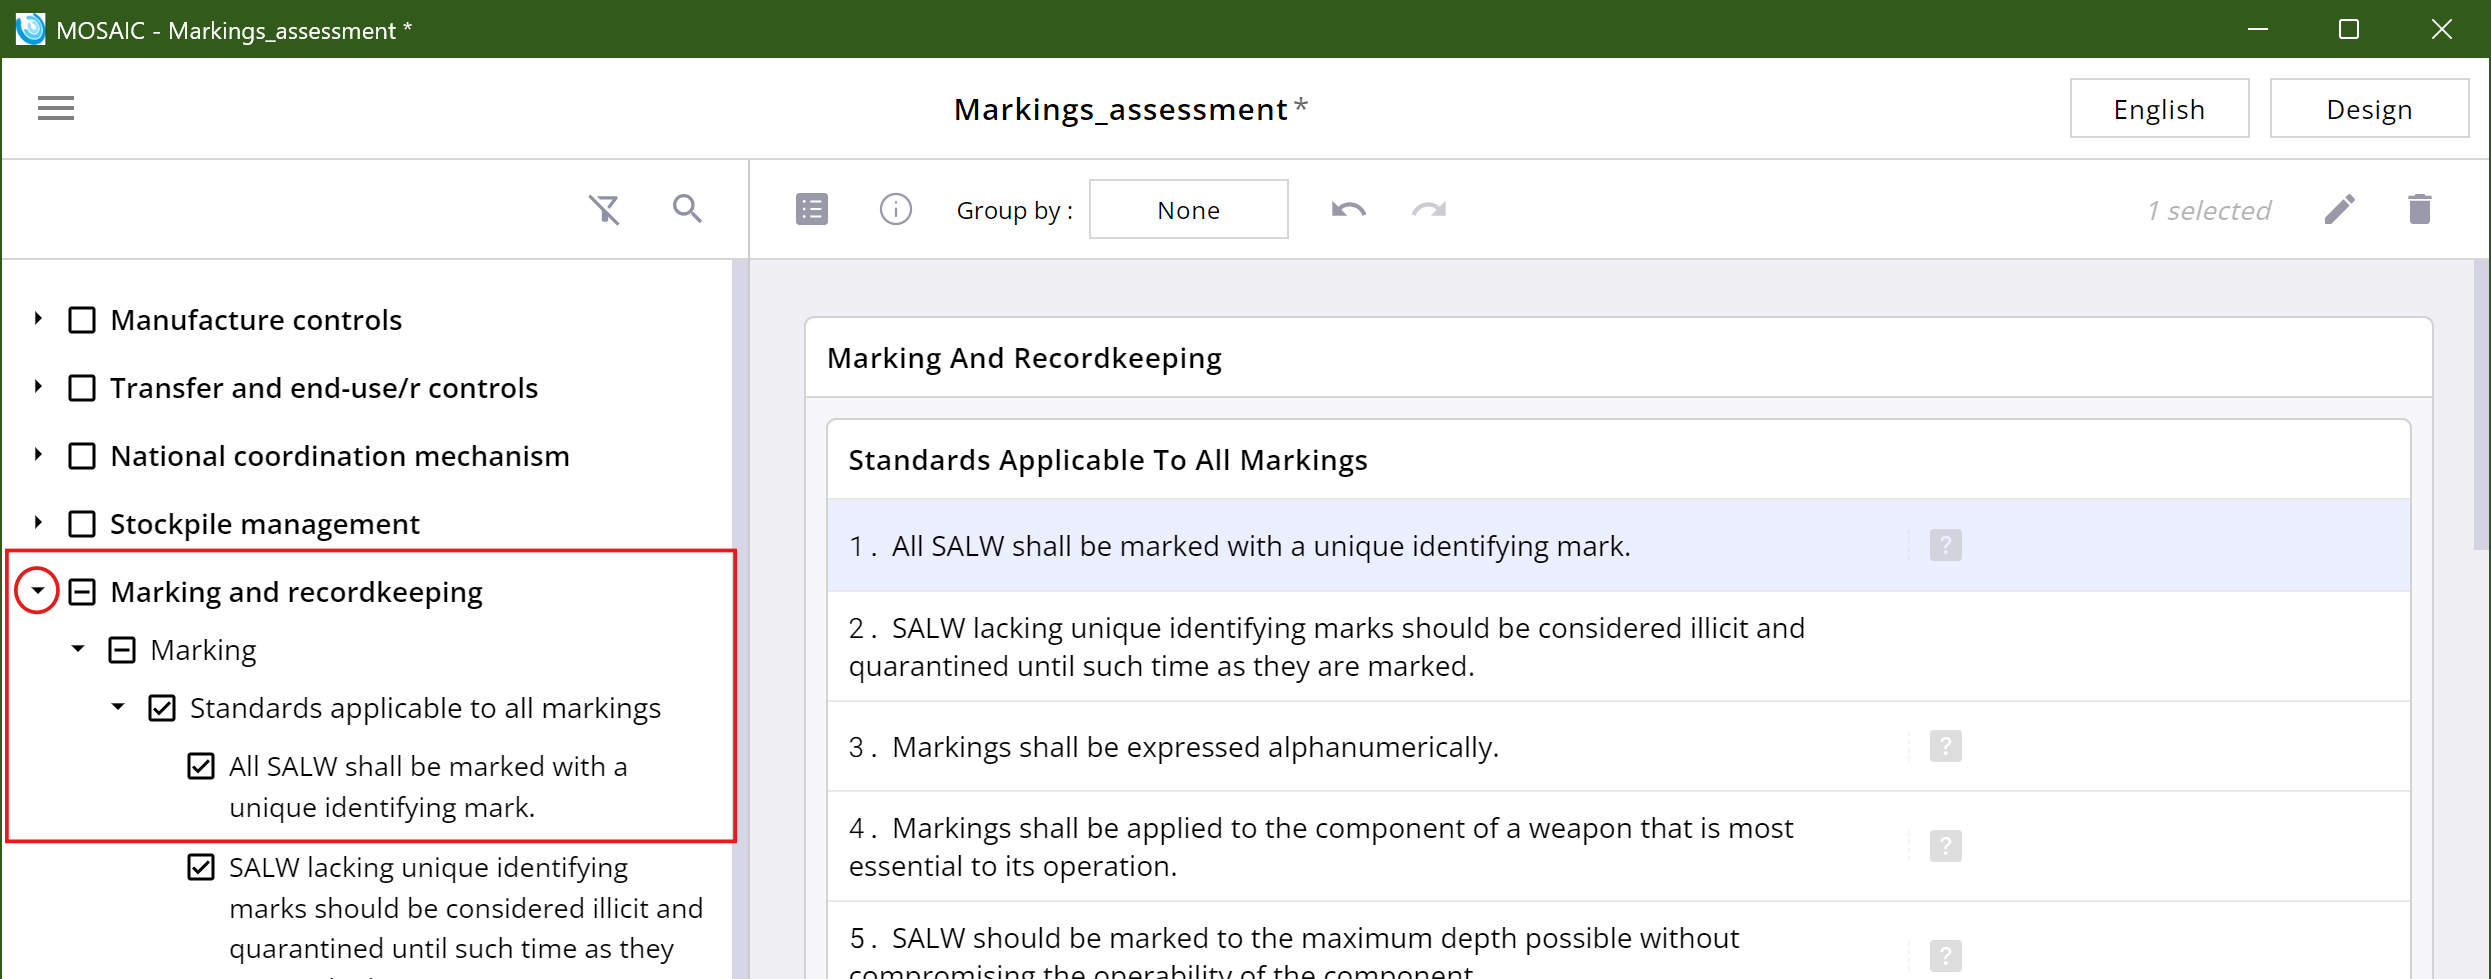 MOSAIC - Markings_assessment *
Markings_assessment *
English
Design
Group by :
None
1 selected
Manufacture controls
Transfer and end-use/r controls
National coordination mechanism
Stockpile management
Marking and recordkeeping
Marking
Standards applicable to all markings
All SALW shall be marked with a
unique identifying mark.
SALW lacking unique identifying
marks should be considered illicit and
quarantined until such time as they
Marking And Recordkeeping
Standards Applicable To All Markings
1. All SALW shall be marked with a unique identifying mark.
?
2. SALW lacking unique identifying marks should be considered illicit and
quarantined until such time as they are marked.
3. Markings shall be expressed alphanumerically.
?
4. Markings shall be applied to the component of a weapon that is most
essential to its operation.
?
5. SALW should be marked to the maximum depth possible without
?
compromising the operability of the component